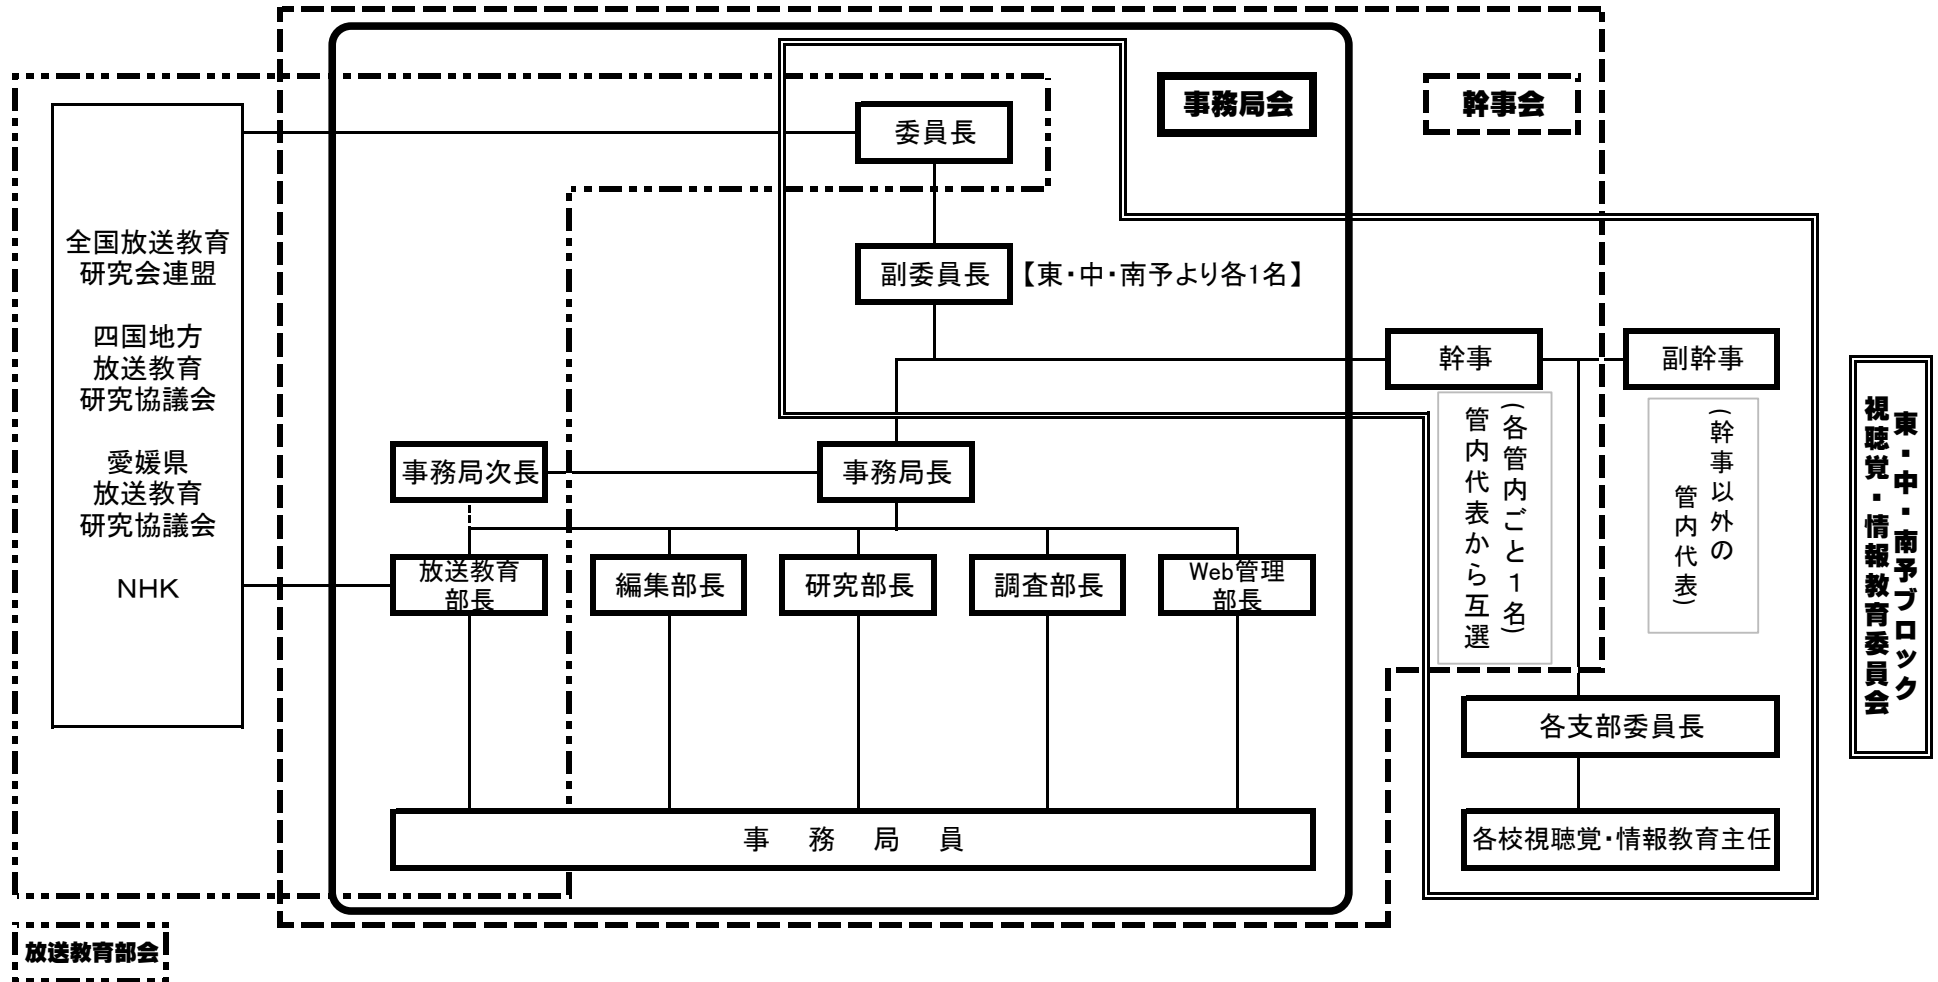 事務局会
幹事会
委員長
全国放送教育
研究会連盟
四国地方
放送教育
研究協議会
愛媛県
放送教育
研究協議会
NHK
副委員長
【東・中・南予より各1名】
幹事
副幹事
(各管内ごと1名)
管内代表から互選
(幹事以外の
管内代表)
東・中・南予ブロック
視聴覚・情報教育委員会
事務局次長
事務局長
放送教育
部長
編集部長
研究部長
調査部長
Web管理
部長
各支部委員長
事務局員
各校視聴覚・情報教育主任
放送教育部会